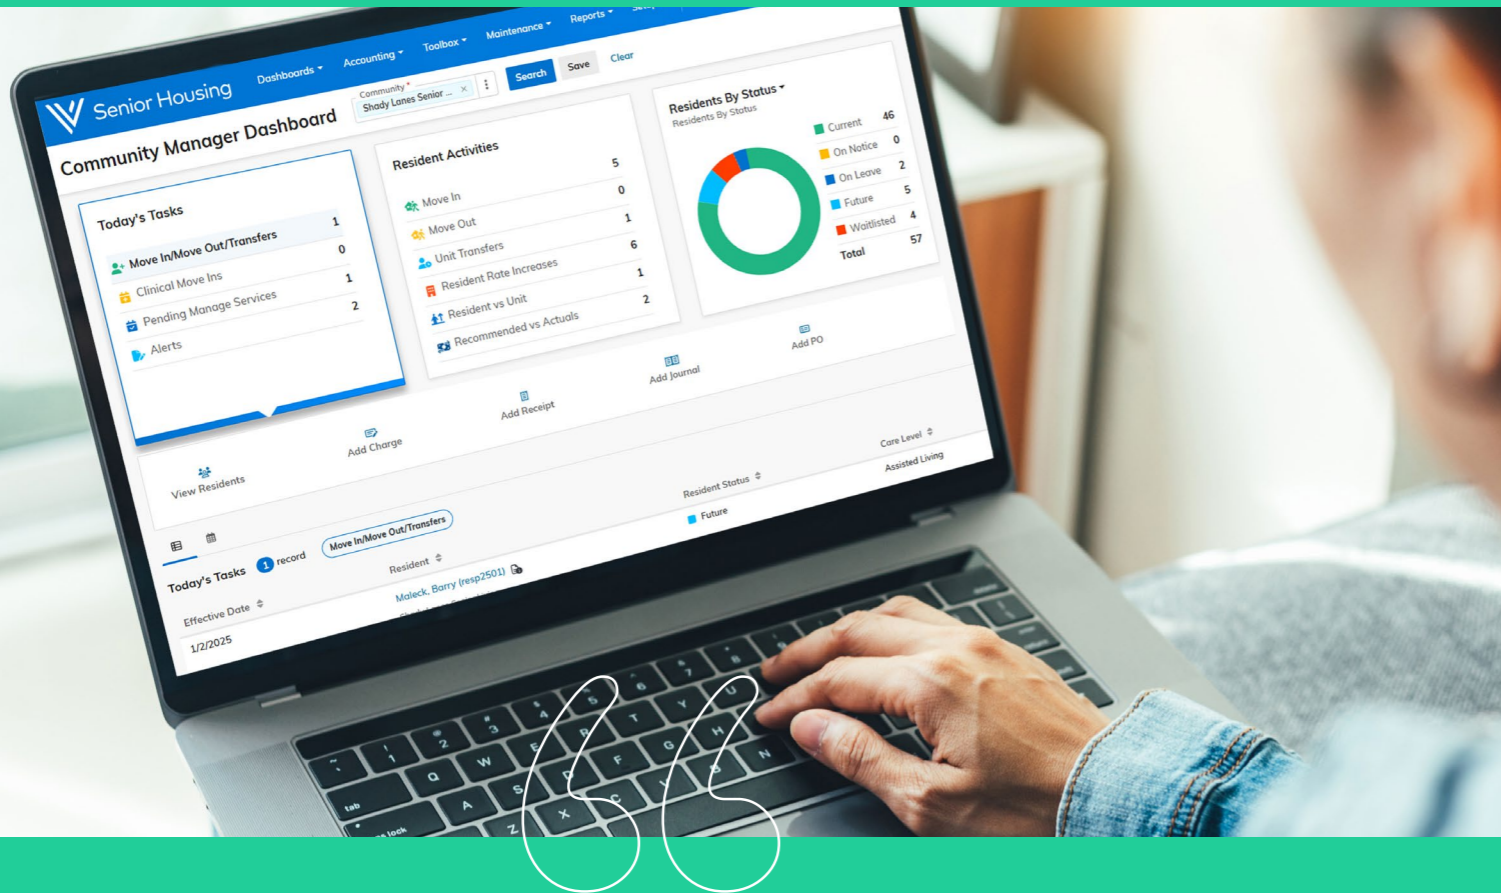 Senior Housing
Dashboards
Accounting
Toolbox
Maintenance
Reports
Community Manager Dashboard
Community *
Shady Lanes Senior ...
Search
Save
Clear
Today's Tasks
Move In/Move Out/Transfers 1
Clinical Move Ins 0
Pending Manage Services 1
Alerts 2
Resident Activities
Move In 5
Move Out 0
Unit Transfers 1
Resident Rate Increases 6
Resident vs Unit 1
Recommended vs Actuals 2
Residents By Status
Residents By Status
Current 46
On Notice 0
On Leave 2
Future 5
Waitlisted 4
Total 57
View Residents
Add Charge
Add Receipt
Add Journal
Add PO
Today's Tasks 1 record
Move In/Move Out/Transfers
Effective Date
Resident
Resident Status
Care Level
1/2/2025
Maleck, Barry (resp2501)
Future
Assisted Living
tab
Q W E R T Y U
A S D F G H
Z X C V B N